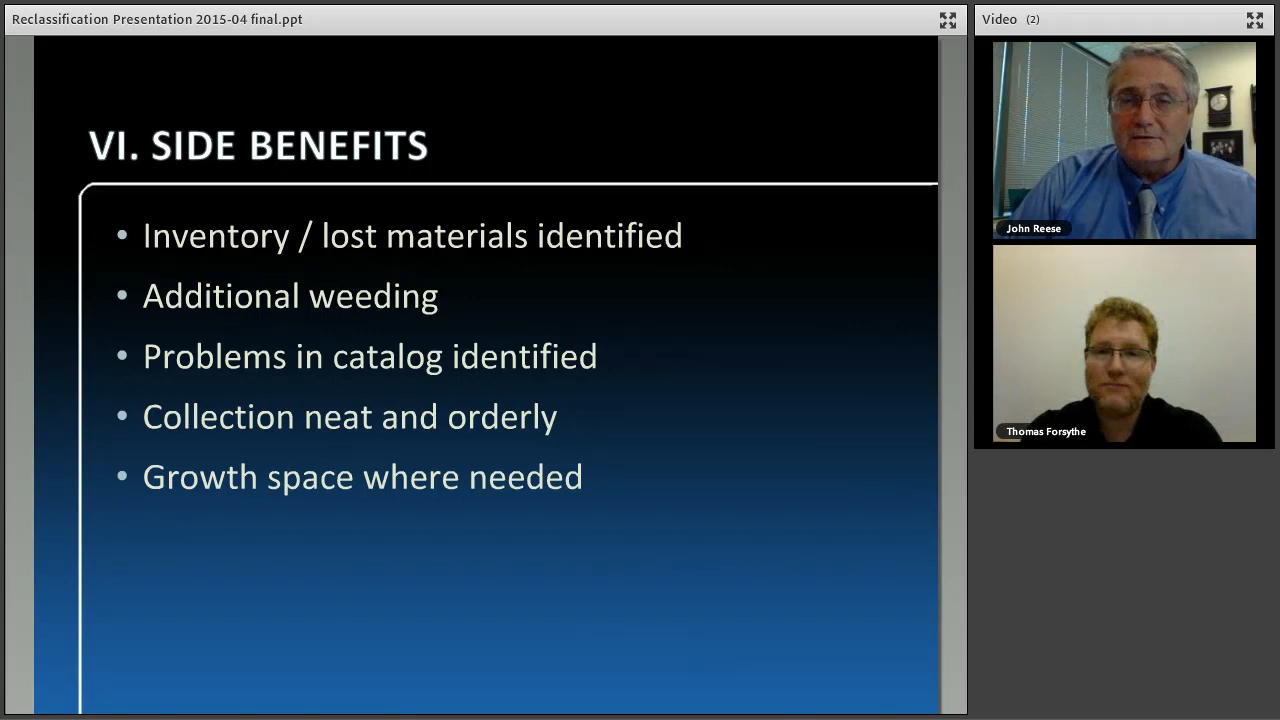 Reclassification Presentation 2015-04 final.ppt
Video (2)
VI. SIDE BENEFITS
• Inventory / lost materials identified
• Additional weeding
• Problems in catalog identified
• Collection neat and orderly
• Growth space where needed
John Reese
Thomas Forsythe